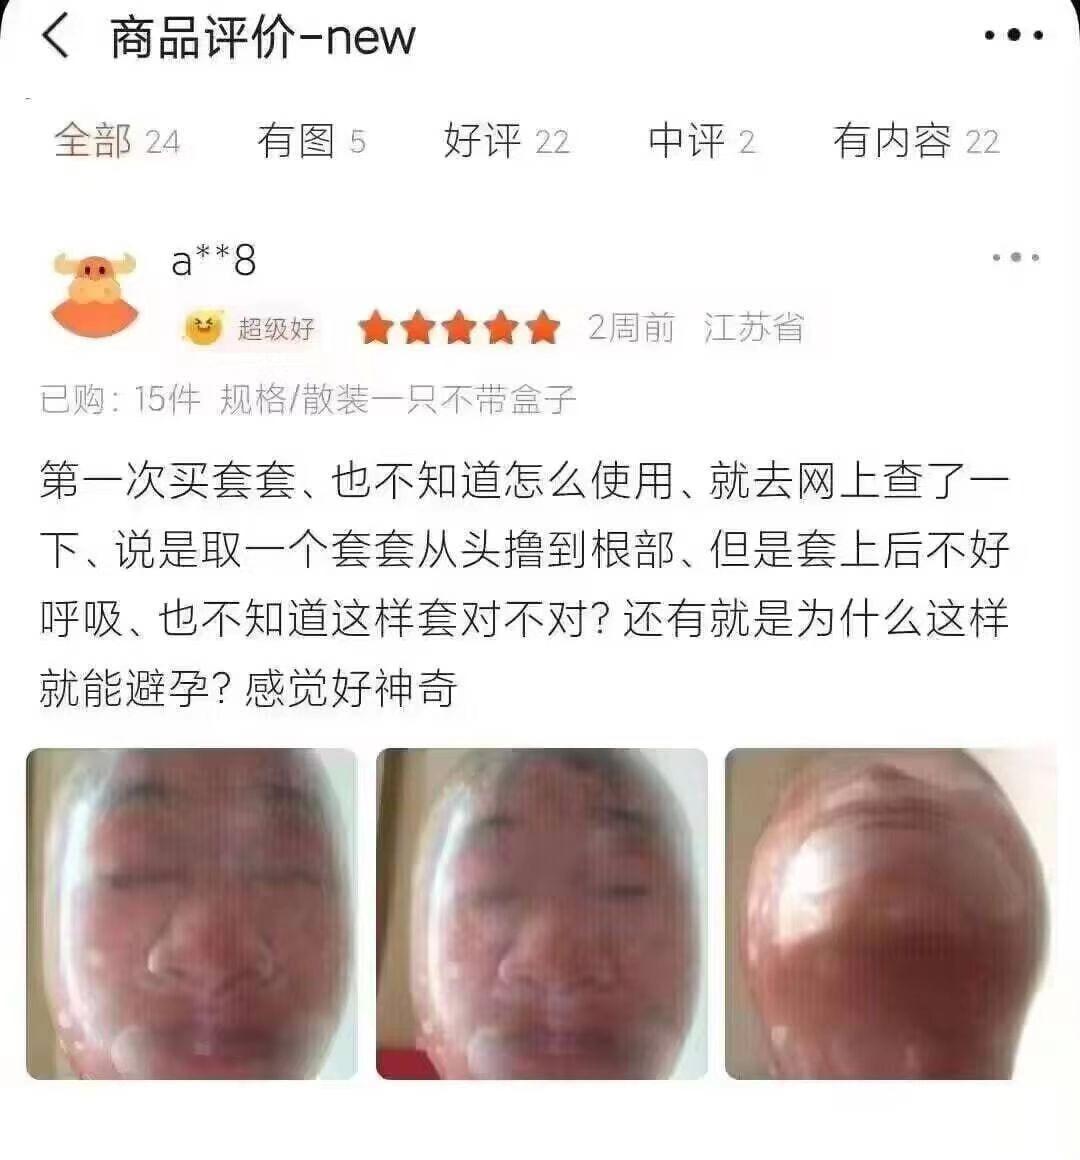 商品评价-new
全部 24 有图 5 好评 22 中评 2 有内容 22
a**8
超级好 2周前 江苏省
已购: 15件 规格/散装一只不带盒子
第一次买套套、也不知道怎么使用、就去网上查了一
下、说是取一个套套从头撸到根部、但是套上后不好
呼吸、也不知道这样套对不对? 还有就是为什么这样
就能避孕? 感觉好神奇